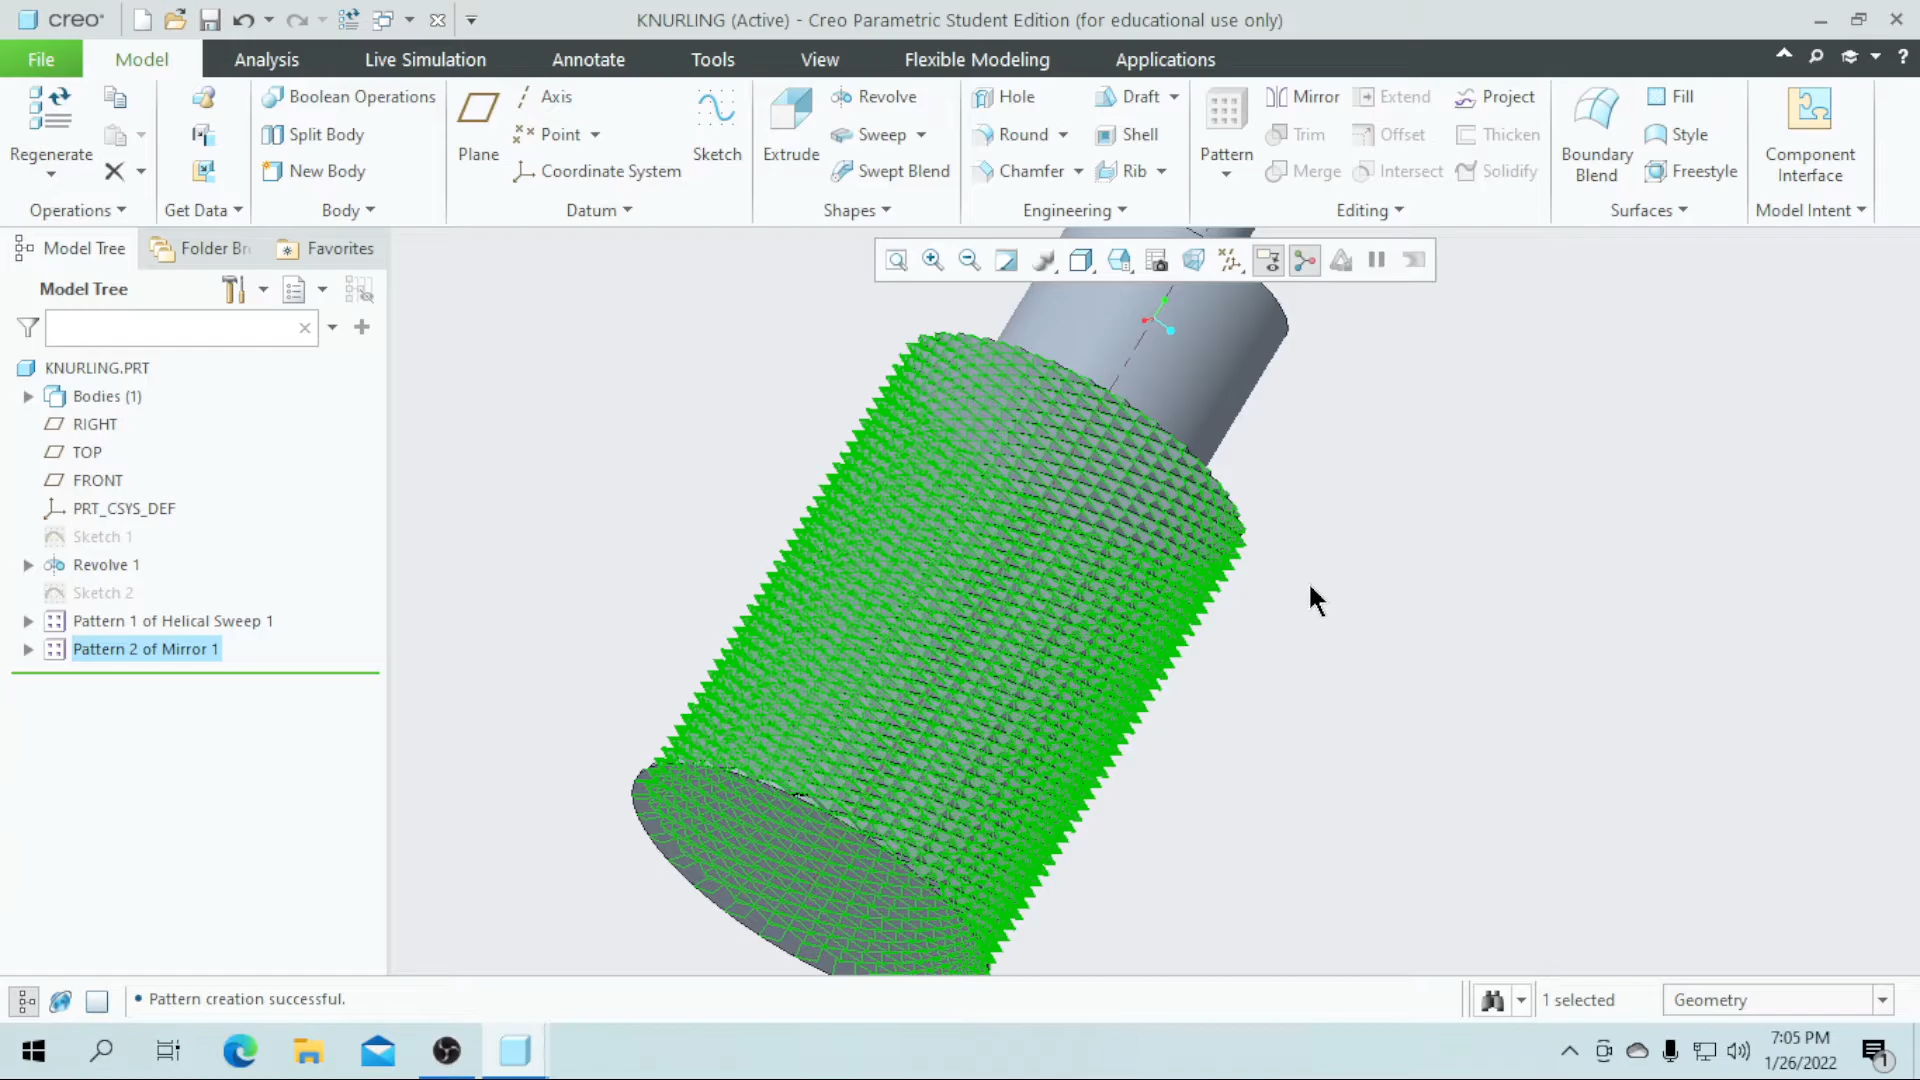 creo®
KNURLING (Active) - Creo Parametric Student Edition (for educational use only)
File Model Analysis Live Simulation Annotate Tools View Flexible Modeling Applications
Regenerate
Operations
Get Data
Boolean Operations
Split Body
New Body
Body
Plane
Axis
Point
Coordinate System
Sketch
Datum
Extrude
Revolve
Sweep
Swept Blend
Shapes
Hole
Draft
Round
Shell
Chamfer
Rib
Engineering
Pattern
Mirror
Extend
Project
Trim
Offset
Thicken
Merge
Intersect
Solidify
Editing
Boundary
Blend
Fill
Style
Freestyle
Surfaces
Component
Interface
Model Intent
Model Tree Folder Br Favorites
Model Tree
KNURLING.PRT
Bodies (1)
RIGHT
TOP
FRONT
PRT_CSYS_DEF
Sketch 1
Revolve 1
Sketch 2
Pattern 1 of Helical Sweep 1
Pattern 2 of Mirror 1
• Pattern creation successful.
1 selected
Geometry
7:05 PM
1/26/2022
1